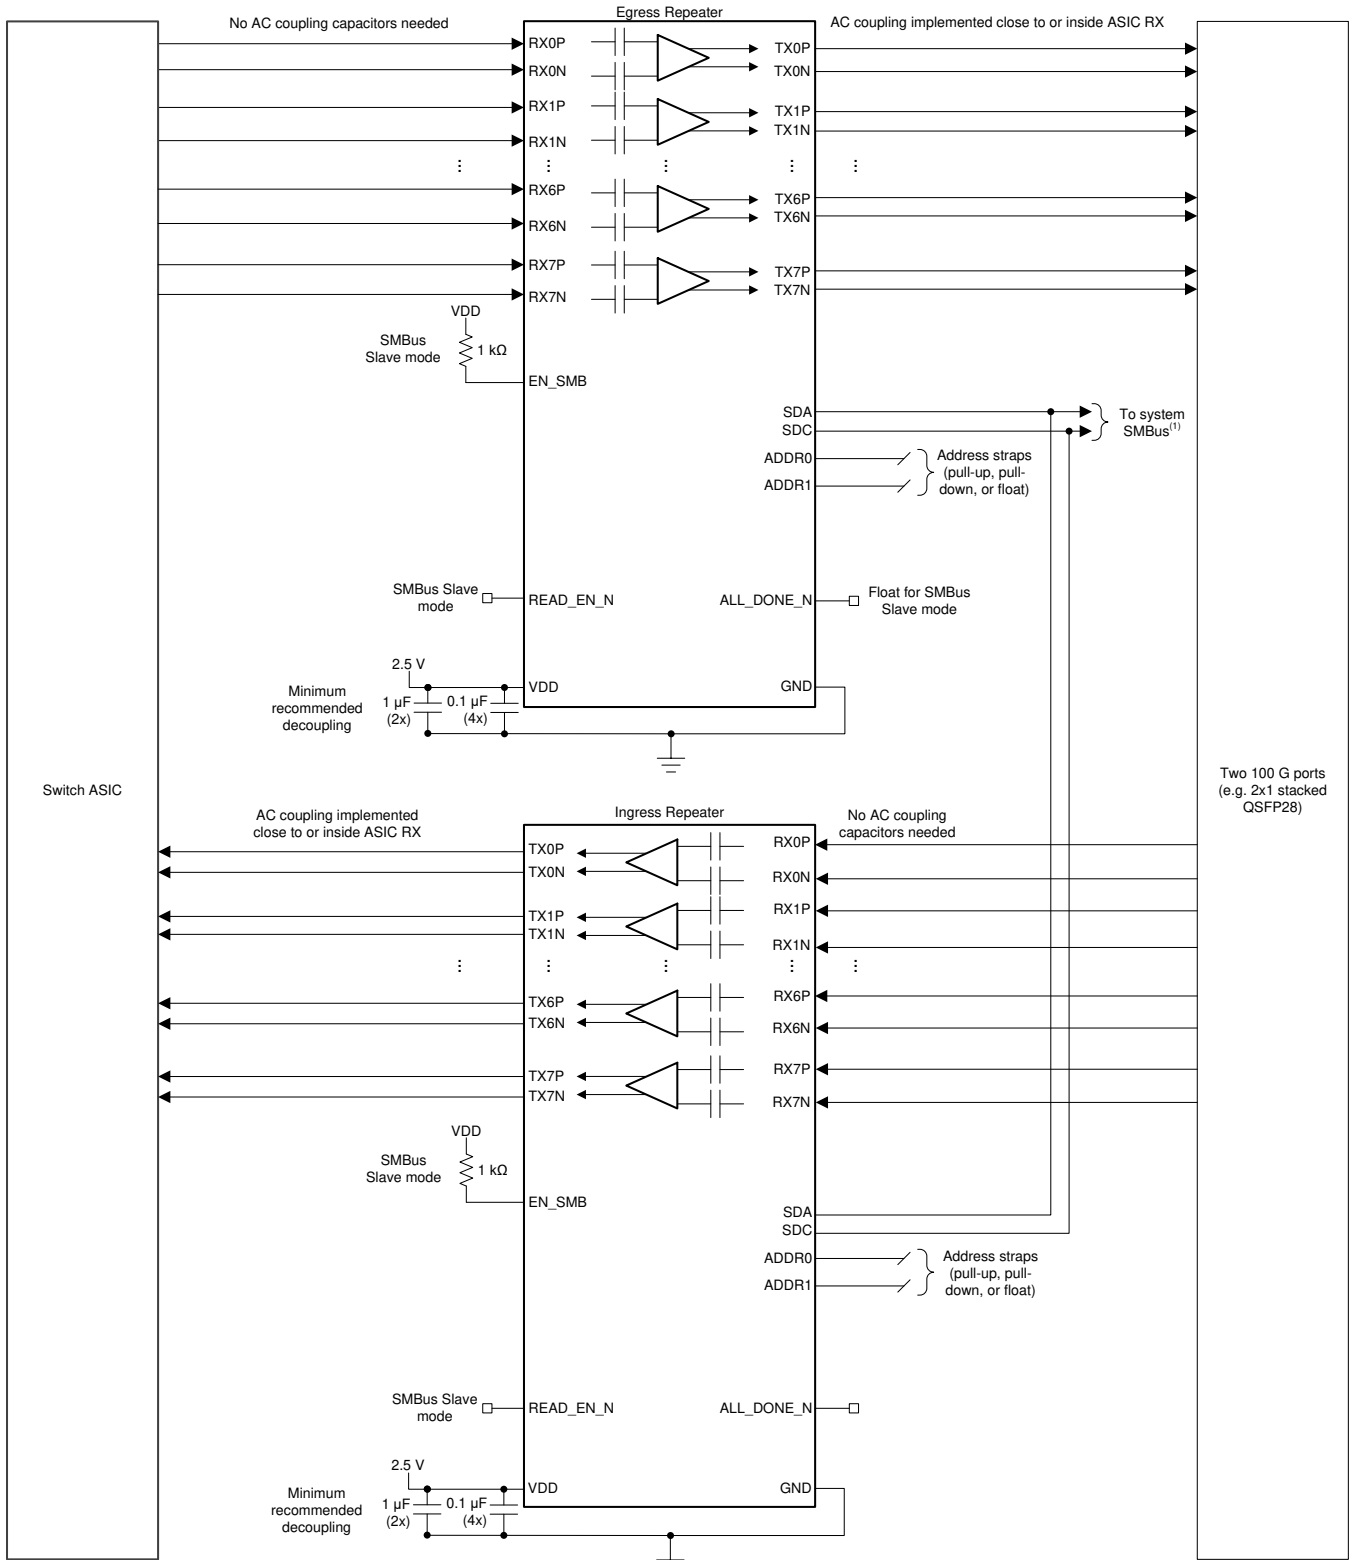 Egress Repeater
No AC coupling capacitors needed
AC coupling implemented close to or inside ASIC RX
RX0P
TX0P
RX0N
TX0N
RX1P
TX1P
RX1N
TX1N
RX6P
TX6P
RX6N
TX6N
RX7P
TX7P
RX7N
TX7N
VDD
SMBus
Slave mode
1 kΩ
EN_SMB
SDA
SDC
To system
SMBus(1)
ADDR0
ADDR1
Address straps
(pull-up, pull-
down, or float)
SMBus Slave
mode
READ_EN_N
ALL_DONE_N
Float for SMBus
Slave mode
2.5 V
VDD
GND
Minimum
recommended
decoupling
1 µF
(2x)
0.1 µF
(4x)
Switch ASIC
Two 100 G ports
(e.g. 2x1 stacked
QSFP28)
Ingress Repeater
AC coupling implemented
close to or inside ASIC RX
No AC coupling
capacitors needed
TX0P
RX0P
TX0N
RX0N
TX1P
RX1P
TX1N
RX1N
TX6P
RX6P
TX6N
RX6N
TX7P
RX7P
TX7N
RX7N
VDD
SMBus
Slave mode
1 kΩ
EN_SMB
SDA
SDC
ADDR0
ADDR1
Address straps
(pull-up, pull-
down, or float)
SMBus Slave
mode
READ_EN_N
ALL_DONE_N
2.5 V
VDD
GND
Minimum
recommended
decoupling
1 µF
(2x)
0.1 µF
(4x)